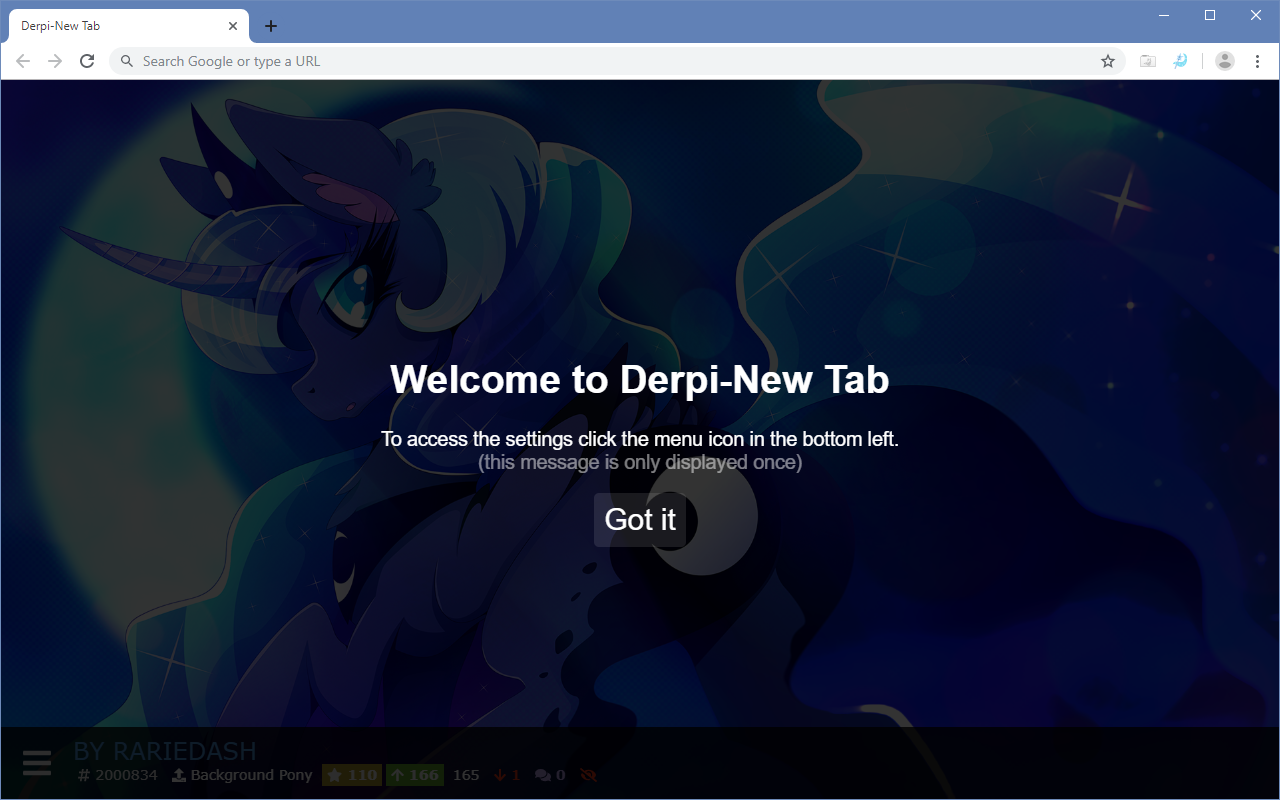 Derpi-New Tab
Search Google or type a URL
Welcome to Derpi-New Tab
To access the settings click the menu icon in the bottom left.
(this message is only displayed once)
Got it
BY RARIEDASH
# 2000834 Background Pony 110 166 165 1 0